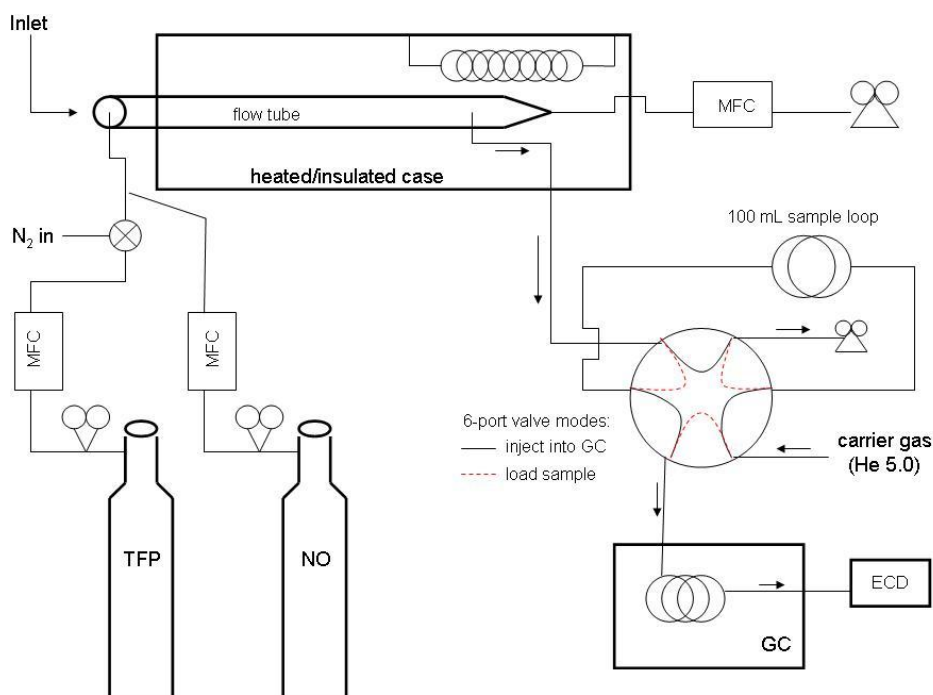 Inlet
flow tube
MFC
heated/insulated case
N₂ in
100 mL sample loop
MFC
MFC
6-port valve modes:
inject into GC
load sample
carrier gas
(He 5.0)
TFP
NO
ECD
GC